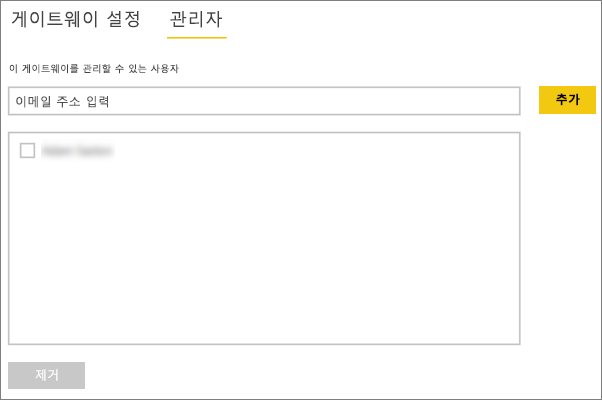 게이트웨이 설정 관리자
이 게이트웨이를 관리할 수 있는 사용자
이메일 주소 입력
추가
제거